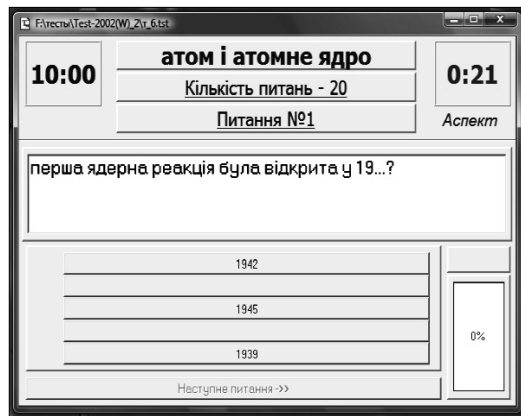 F:\тесты\Test-2002(W)_2\т_6.tst
10:00
атом і атомне ядро
Кількість питань - 20
Питання №1
0:21
Аспект
перша ядерна реакція була відкрита у 19...?
1942
1945
1939
0%
Наступне питання ->>